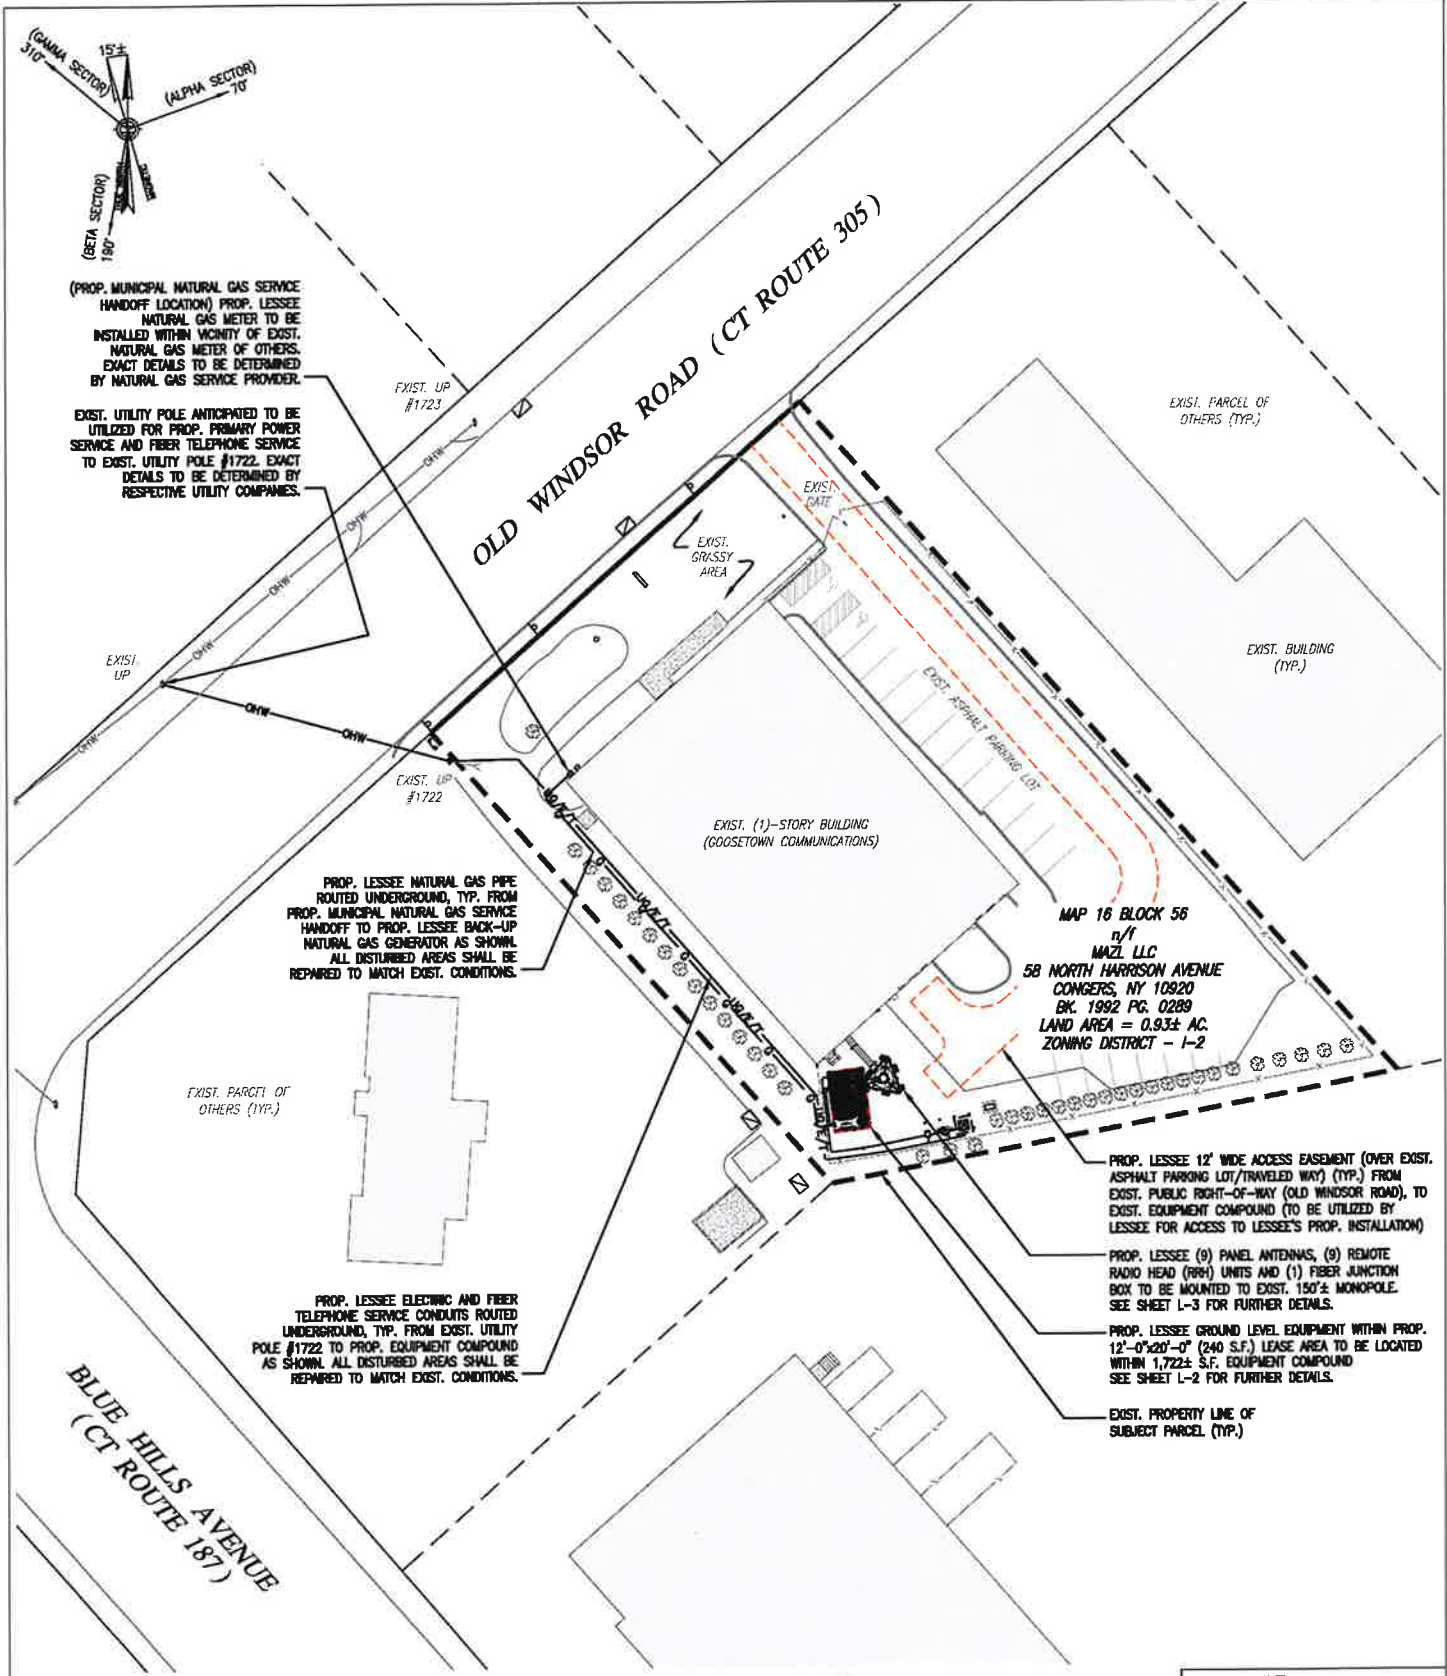 (GAMMA SECTOR)
310°
15°±
(ALPHA SECTOR)
70°
(BETA SECTOR)
190°
(PROP. MUNICIPAL NATURAL GAS SERVICE
HANDOFF LOCATION) PROP. LESSEE
NATURAL GAS METER TO BE
INSTALLED WITHIN VICINITY OF EXIST.
NATURAL GAS METER OF OTHERS.
EXACT DETAILS TO BE DETERMINED
BY NATURAL GAS SERVICE PROVIDER.
EXIST. UTILITY POLE ANTICIPATED TO BE
UTILIZED FOR PROP. PRIMARY POWER
SERVICE AND FIBER TELEPHONE SERVICE
TO EXIST. UTILITY POLE #1722. EXACT
DETAILS TO BE DETERMINED BY
RESPECTIVE UTILITY COMPANIES.
EXIST. UP
#1723
OHW
OHW
OHW
OHW
OHW
OHW
OHW
EXIST.
UP
OLD WINDSOR ROAD (CT ROUTE 305)
EXIST. PARCEL OF
OTHERS (TYP.)
EXIST.
GATE
EXIST.
GRASSY
AREA
EXIST. BUILDING
(TYP.)
EXIST. ASPHALT PARKING LOT
EXIST. UP
#1722
EXIST. (1)-STORY BUILDING
(GOOSETOWN COMMUNICATIONS)
UG/E/T
UG/E/T
UG/E/T
UG/E/T
PROP. LESSEE NATURAL GAS PIPE
ROUTED UNDERGROUND, TYP. FROM
PROP. MUNICIPAL NATURAL GAS SERVICE
HANDOFF TO PROP. LESSEE BACK-UP
NATURAL GAS GENERATOR AS SHOWN.
ALL DISTURBED AREAS SHALL BE
REPAIRED TO MATCH EXIST. CONDITIONS.
MAP 16 BLOCK 56
n/f
MAZL LLC
58 NORTH HARRISON AVENUE
CONGERS, NY 10920
BK. 1992 PG. 0289
LAND AREA = 0.93± AC.
ZONING DISTRICT - I-2
EXIST. PARCEL OF
OTHERS (TYP.)
PROP. LESSEE 12' WIDE ACCESS EASEMENT (OVER EXIST.
ASPHALT PARKING LOT/TRAVELED WAY) (TYP.) FROM
EXIST. PUBLIC RIGHT-OF-WAY (OLD WINDSOR ROAD), TO
EXIST. EQUIPMENT COMPOUND (TO BE UTILIZED BY
LESSEE FOR ACCESS TO LESSEE'S PROP. INSTALLATION)
PROP. LESSEE (9) PANEL ANTENNAS, (9) REMOTE
RADIO HEAD (RRH) UNITS AND (1) FIBER JUNCTION
BOX TO BE MOUNTED TO EXIST. 150'± MONOPOLE.
SEE SHEET L-3 FOR FURTHER DETAILS.
PROP. LESSEE GROUND LEVEL EQUIPMENT WITHIN PROP.
12'-0"x20'-0" (240 S.F.) LEASE AREA TO BE LOCATED
WITHIN 1,722± S.F. EQUIPMENT COMPOUND
SEE SHEET L-2 FOR FURTHER DETAILS.
EXIST. PROPERTY LINE OF
SUBJECT PARCEL (TYP.)
PROP. LESSEE ELECTRIC AND FIBER
TELEPHONE SERVICE CONDUITS ROUTED
UNDERGROUND, TYP. FROM EXIST. UTILITY
POLE #1722 TO PROP. EQUIPMENT COMPOUND
AS SHOWN. ALL DISTURBED AREAS SHALL BE
REPAIRED TO MATCH EXIST. CONDITIONS.
BLUE HILLS AVENUE
(CT ROUTE 187)